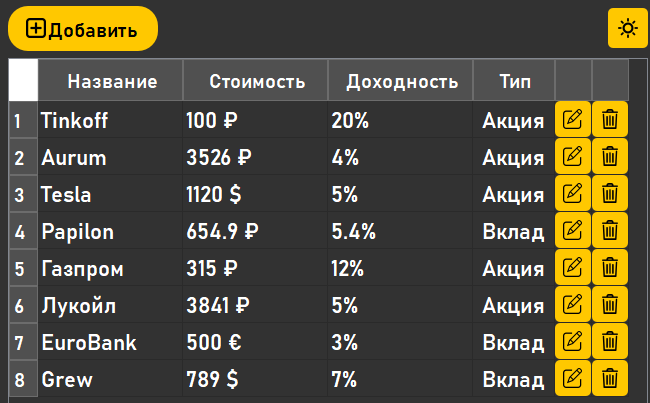 Добавить
Название Стоимость Доходность Тип
1 Tinkoff 100 ₽ 20% Акция
2 Aurum 3526 ₽ 4% Акция
3 Tesla 1120 $ 5% Акция
4 Papilon 654.9 ₽ 5.4% Вклад
5 Газпром 315 ₽ 12% Акция
6 Лукойл 3841 ₽ 5% Акция
7 EuroBank 500 € 3% Вклад
8 Grew 789 $ 7% Вклад